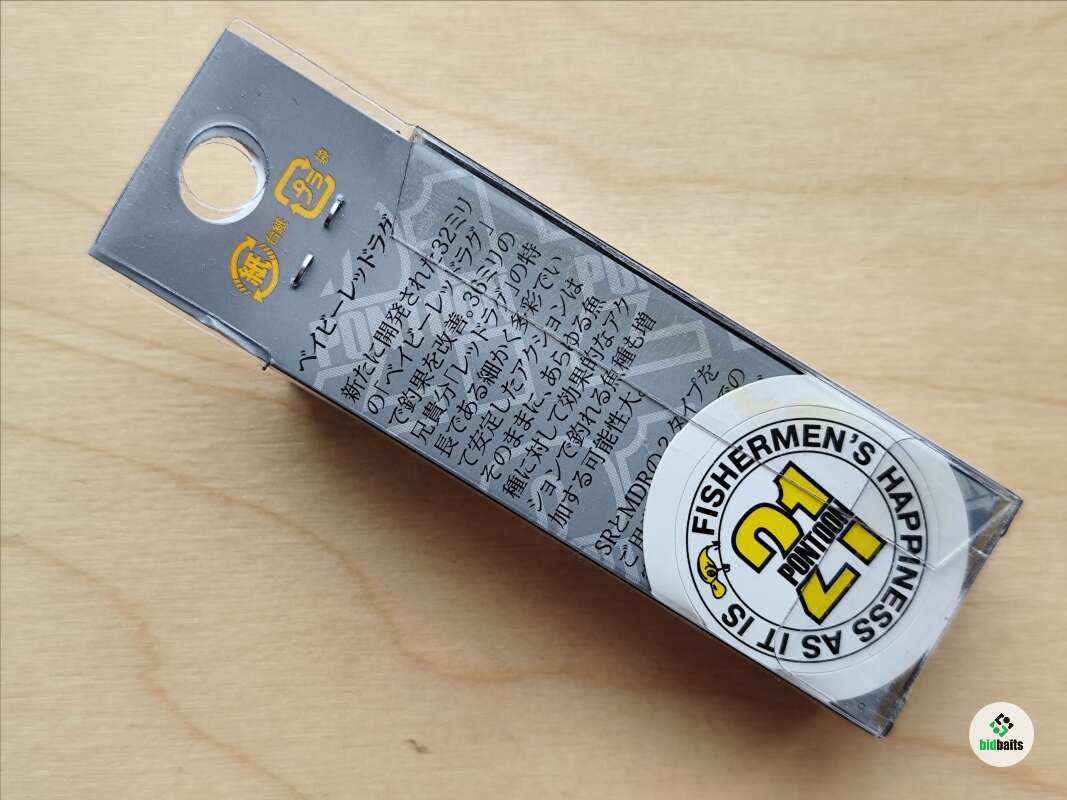 プラ
袋
紙
台紙
ベイビーレッドラグ
新たに開発された32ミリ
の「ベイビーレッドラグ」
で釣果を改善。36ミリの
兄貴分「レッドラグ」の特
長である細かく多彩でい
て安定したアクションは
そのままに、あらゆる魚
種に対して効果的なアク
ションで釣れる魚種も増
加する可能性大。
SRとMDRの2タイプを
ご用
FISHERMEN'S HAPPINESS AS IT IS
21
PONTOON
bidbaits